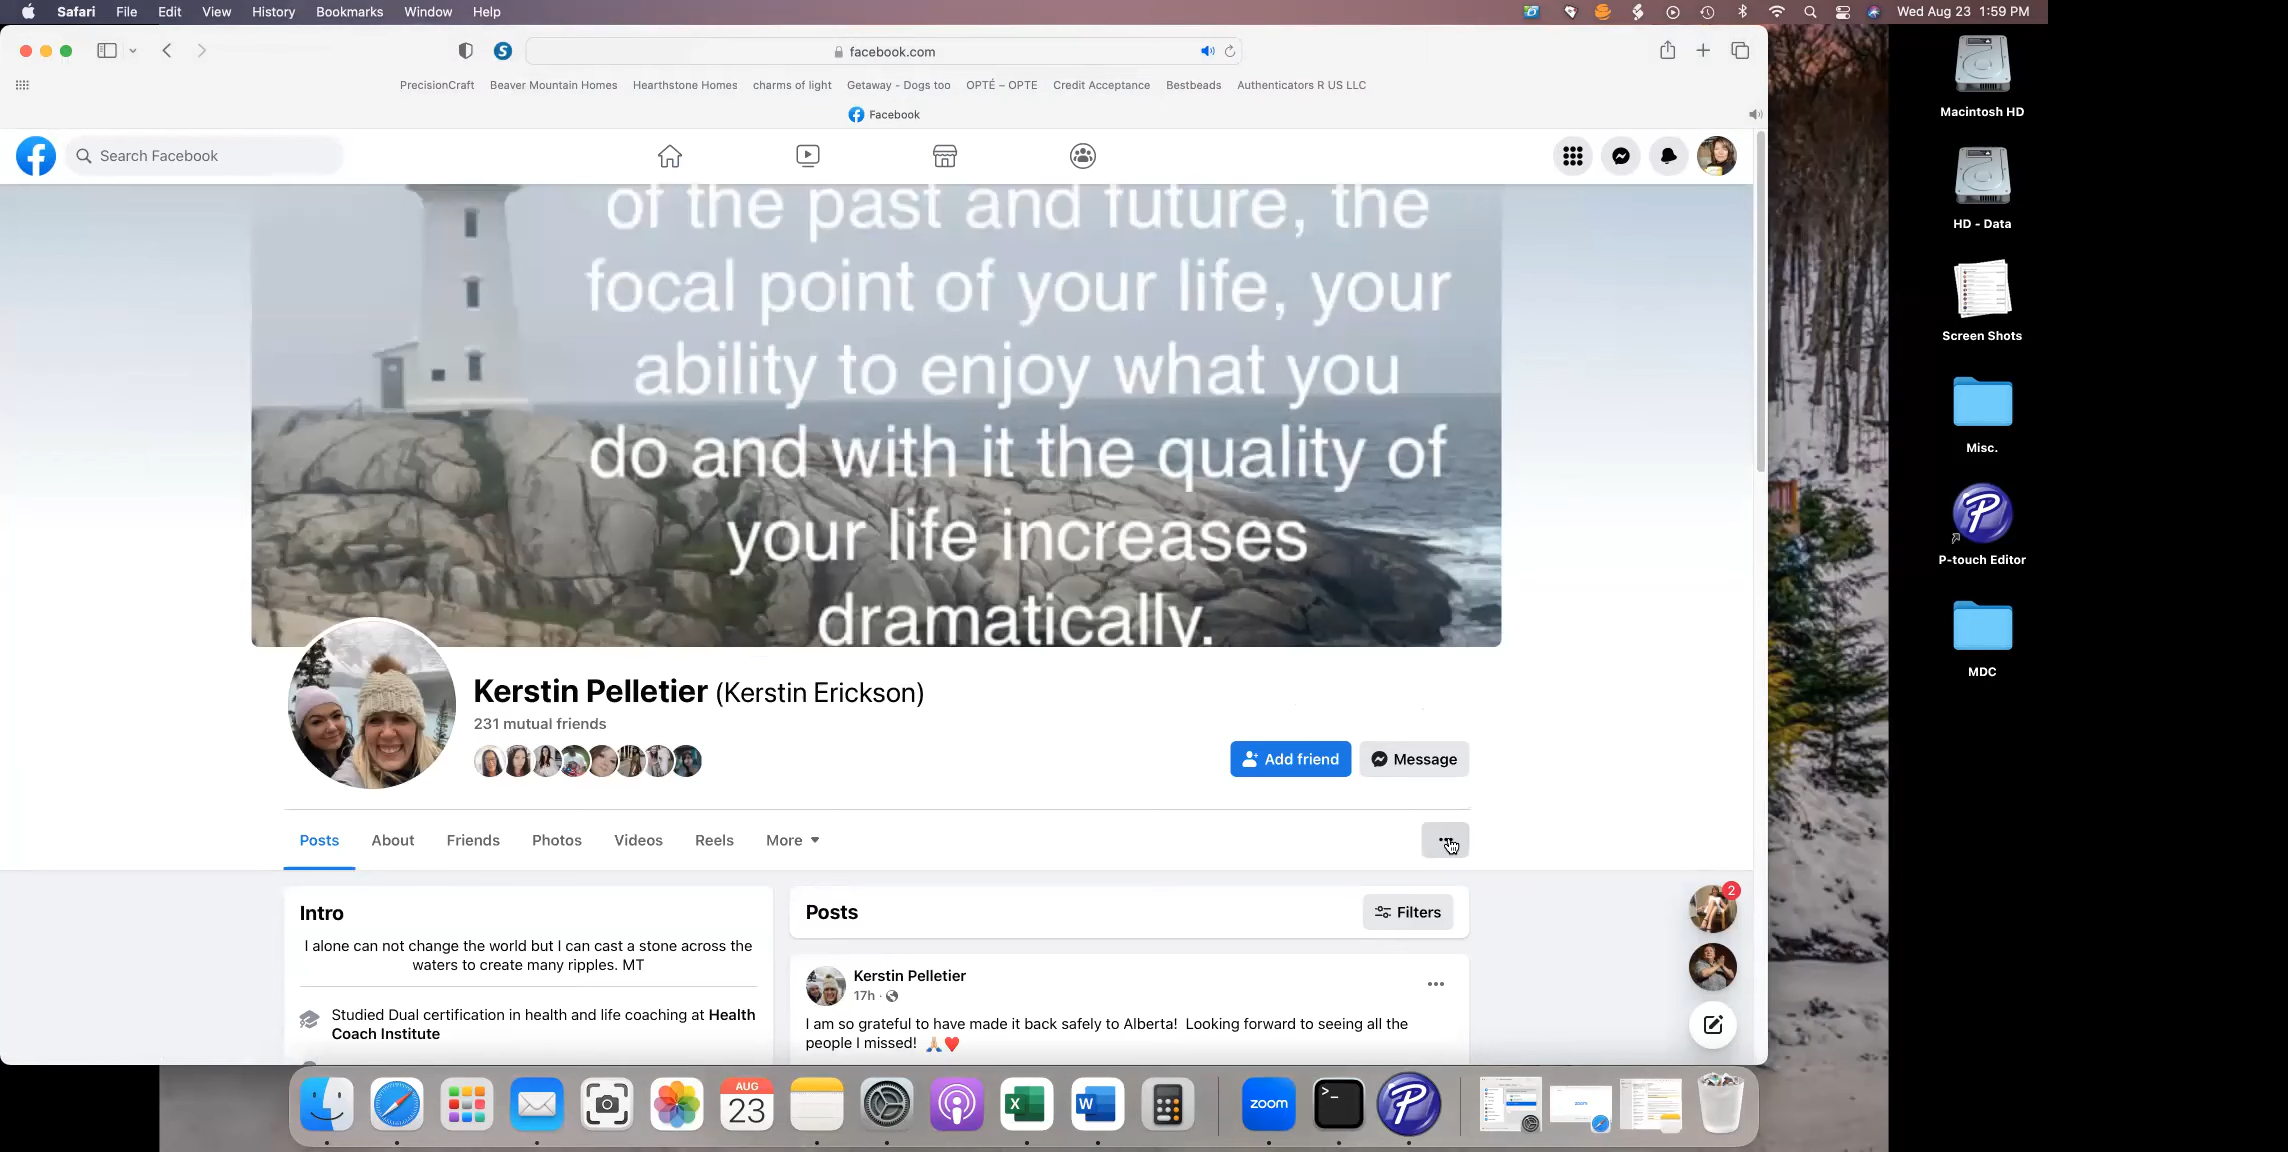 Safari File Edit View History Bookmarks Window Help
Wed Aug 23 1:59 PM
facebook.com
PrecisionCraft Beaver Mountain Homes Hearthstone Homes charms of light Getaway - Dogs too OPTÉ – OPTE Credit Acceptance Bestbeads Authenticators R US LLC
Facebook
Search Facebook
of the past and future, the
focal point of your life, your
ability to enjoy what you
do and with it the quality of
your life increases
dramatically.
Kerstin Pelletier (Kerstin Erickson)
231 mutual friends
Add friend
Message
Posts About Friends Photos Videos Reels More
Intro
I alone can not change the world but I can cast a stone across the
waters to create many ripples. MT
Studied Dual certification in health and life coaching at Health
Coach Institute
Posts
Filters
Kerstin Pelletier
17h ·
I am so grateful to have made it back safely to Alberta! Looking forward to seeing all the
people I missed! 🙏🏼❤️
2
Macintosh HD
HD - Data
Screen Shots
Misc.
P-touch Editor
MDC
AUG
23
X
W
zoom
>_
P
zoom